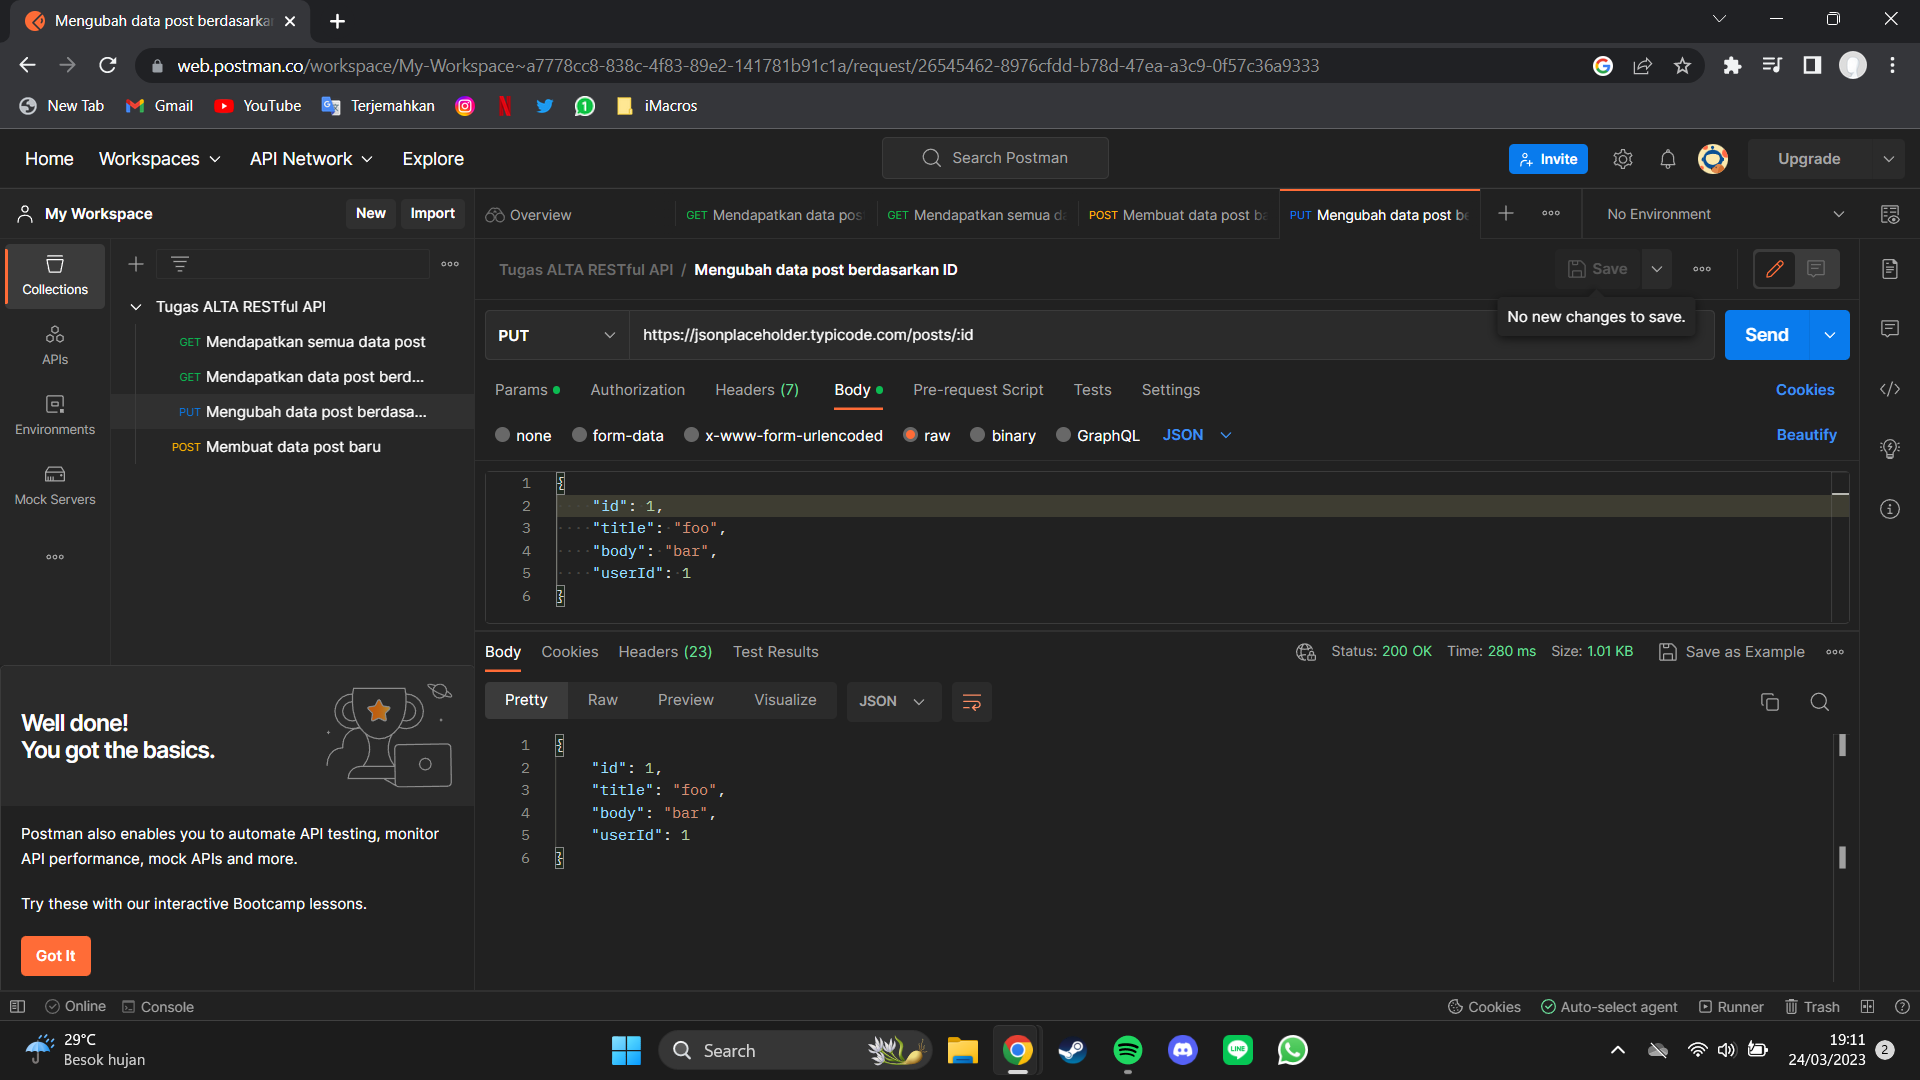 Mengubah data post berdasarka
web.postman.co/workspace/My-Workspace~a7778cc8-838c-4f83-89e2-141781b91c1a/request/26545462-8976cfdd-b78d-47ea-a3c9-0f57c36a9333
New Tab Gmail YouTube Terjemahkan iMacros
Home Workspaces API Network Explore Search Postman Invite Upgrade
My Workspace New Import Overview GET Mendapatkan data pos GET Mendapatkan semua da POST Membuat data post ba PUT Mengubah data post be No Environment
Collections
APIs
Environments
Mock Servers
Tugas ALTA RESTful API
GET Mendapatkan semua data post
GET Mendapatkan data post berd...
PUT Mengubah data post berdasa...
POST Membuat data post baru
Tugas ALTA RESTful API / Mengubah data post berdasarkan ID Save
No new changes to save.
PUT https://jsonplaceholder.typicode.com/posts/:id Send
Params Authorization Headers (7) Body Pre-request Script Tests Settings Cookies
none form-data x-www-form-urlencoded raw binary GraphQL JSON Beautify
1 {
2 "id": 1,
3 "title": "foo",
4 "body": "bar",
5 "userId": 1
6 }
Body Cookies Headers (23) Test Results Status: 200 OK Time: 280 ms Size: 1.01 KB Save as Example
Pretty Raw Preview Visualize JSON
1 {
2 "id": 1,
3 "title": "foo",
4 "body": "bar",
5 "userId": 1
6 }
Well done!
You got the basics.
Postman also enables you to automate API testing, monitor
API performance, mock APIs and more.
Try these with our interactive Bootcamp lessons.
Got It
Online Console Cookies Auto-select agent Runner Trash
29°C
Besok hujan
Search
LINE
19:11
24/03/2023
2